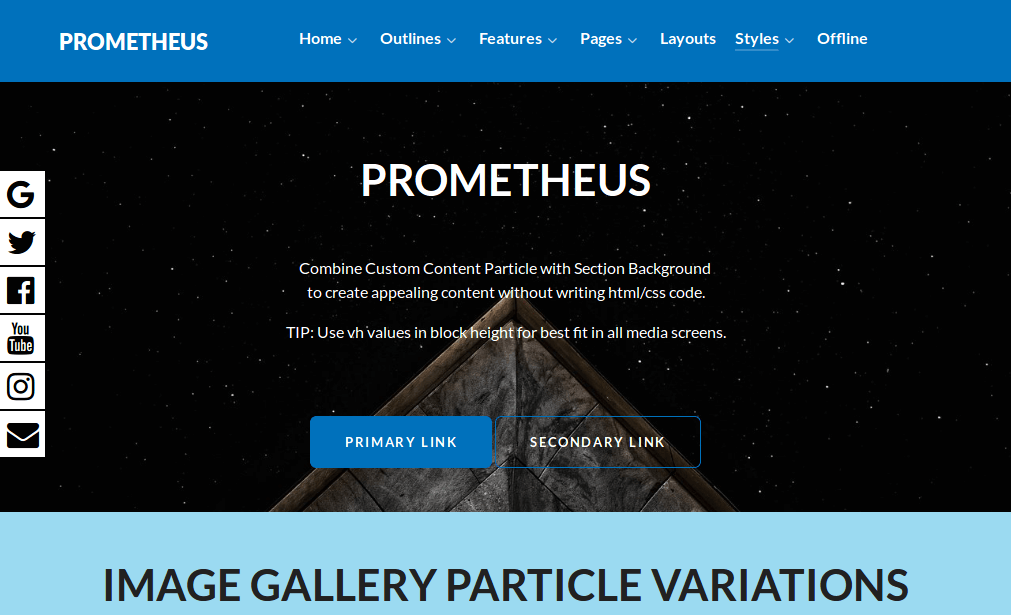 PROMETHEUS
Home Outlines Features Pages Layouts Styles Offline
PROMETHEUS
Combine Custom Content Particle with Section Background
to create appealing content without writing html/css code.
TIP: Use vh values in block height for best fit in all media screens.
You
Tube
PRIMARY LINK
SECONDARY LINK
IMAGE GALLERY PARTICLE VARIATIONS